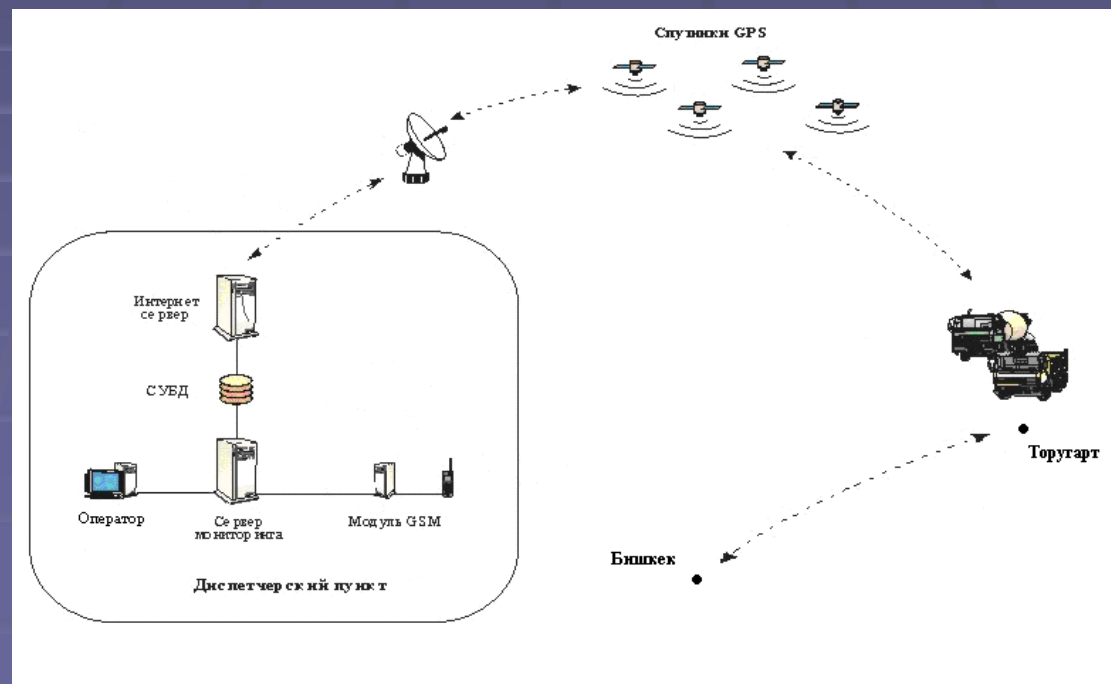 Спутники GPS
Интернет
сервер
СУБД
Оператор
Сервер
мониторинга
Модуль GSM
Диспетчерский пункт
Торугарт
Бишкек